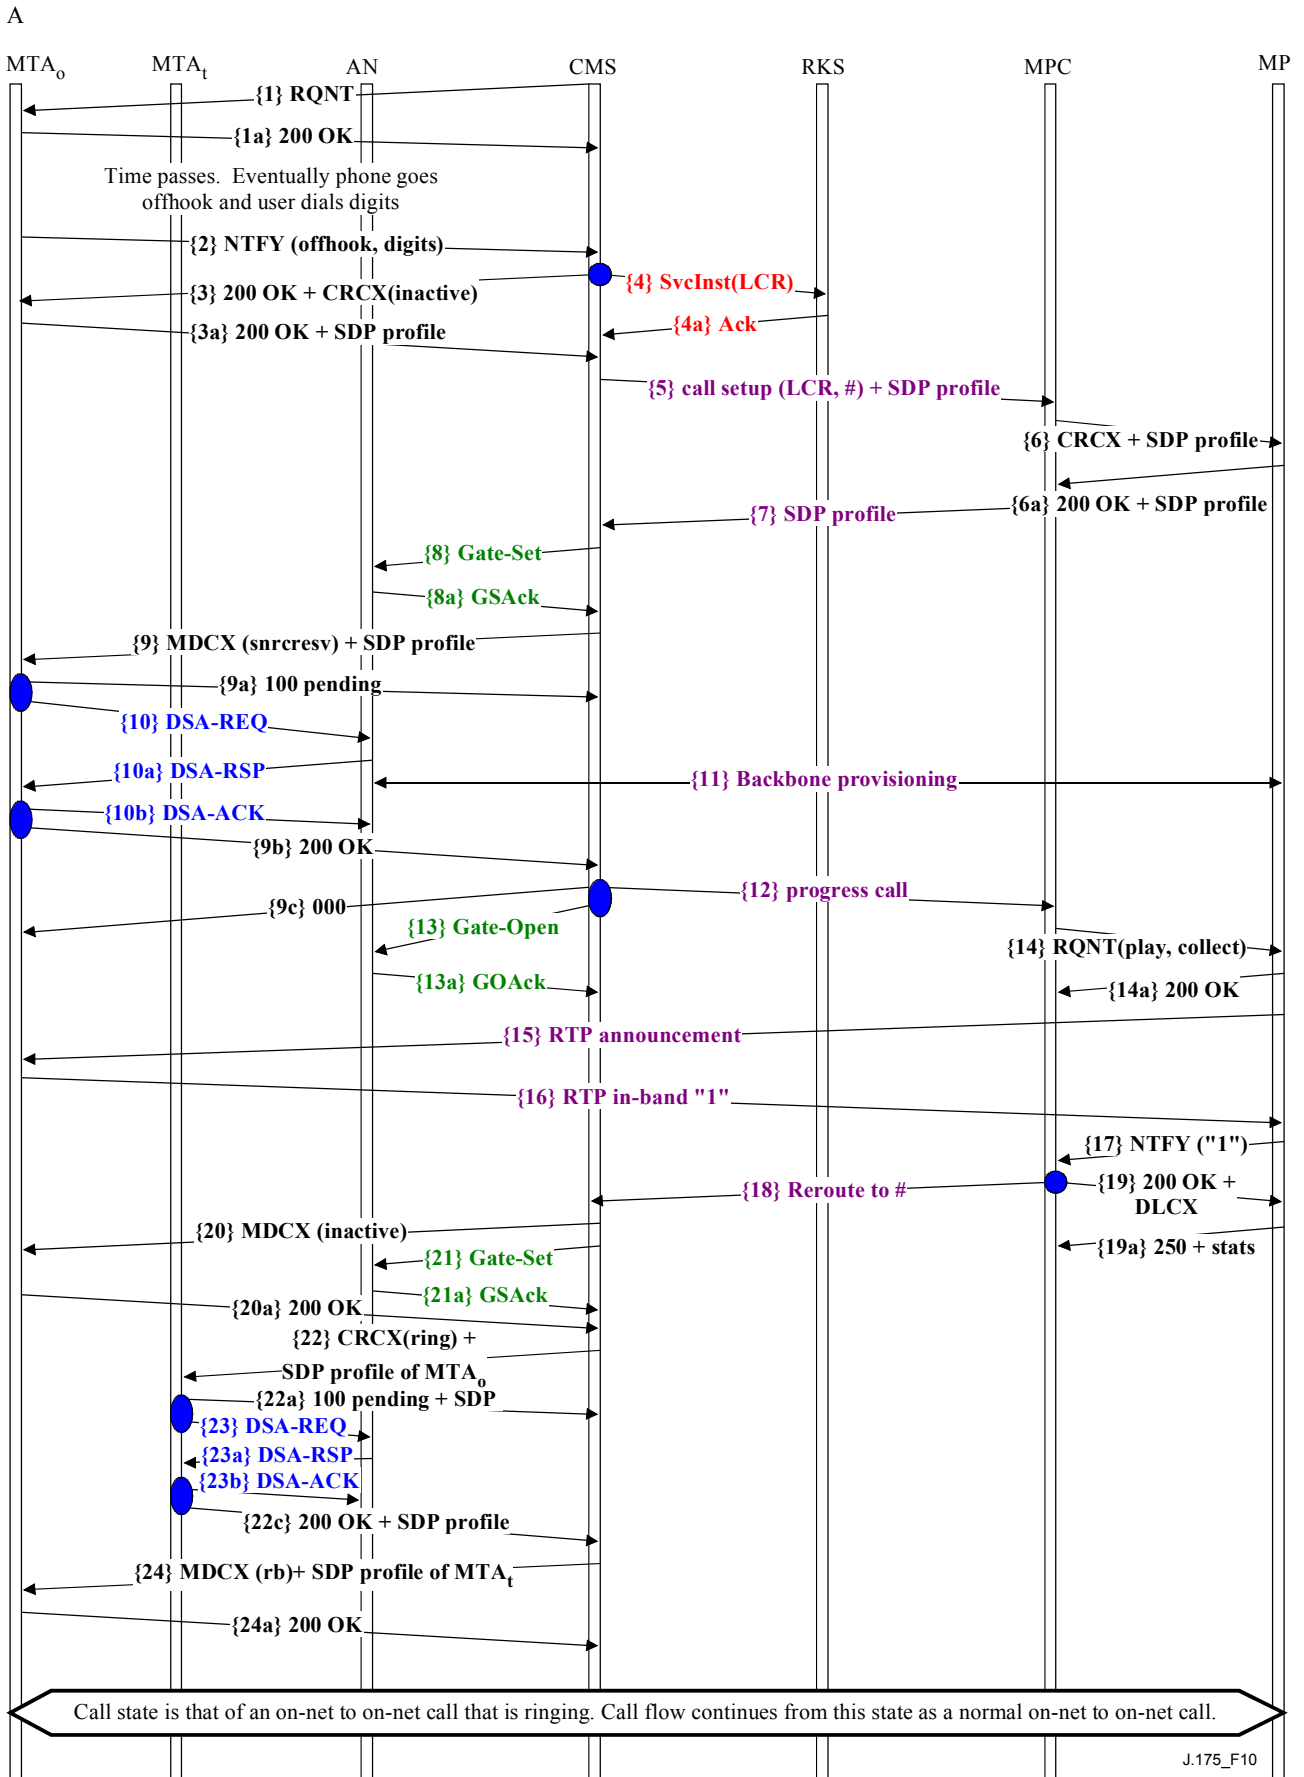 A
MTAo MTAt AN CMS RKS MPC MP
{1} RQNT
{1a} 200 OK
Time passes. Eventually phone goes
offhook and user dials digits
{2} NTFY (offhook, digits)
{4} SvcInst(LCR)
{3} 200 OK + CRCX(inactive)
{4a} Ack
{3a} 200 OK + SDP profile
{5} call setup (LCR, #) + SDP profile
{6} CRCX + SDP profile
{6a} 200 OK + SDP profile
{7} SDP profile
{8} Gate-Set
{8a} GSAck
{9} MDCX (snrcresv) + SDP profile
{9a} 100 pending
{10} DSA-REQ
{10a} DSA-RSP
{11} Backbone provisioning
{10b} DSA-ACK
{9b} 200 OK
{12} progress call
{9c} 000
{13} Gate-Open
{14} RQNT(play, collect)
{13a} GOAck
{14a} 200 OK
{15} RTP announcement
{16} RTP in-band "1"
{17} NTFY ("1")
{18} Reroute to #
{19} 200 OK +
DLCX
{20} MDCX (inactive)
{19a} 250 + stats
{21} Gate-Set
{21a} GSAck
{20a} 200 OK
{22} CRCX(ring) +
SDP profile of MTAo
{22a} 100 pending + SDP
{23} DSA-REQ
{23a} DSA-RSP
{23b} DSA-ACK
{22c} 200 OK + SDP profile
{24} MDCX (rb)+ SDP profile of MTAt
{24a} 200 OK
Call state is that of an on-net to on-net call that is ringing. Call flow continues from this state as a normal on-net to on-net call.
J.175_F10